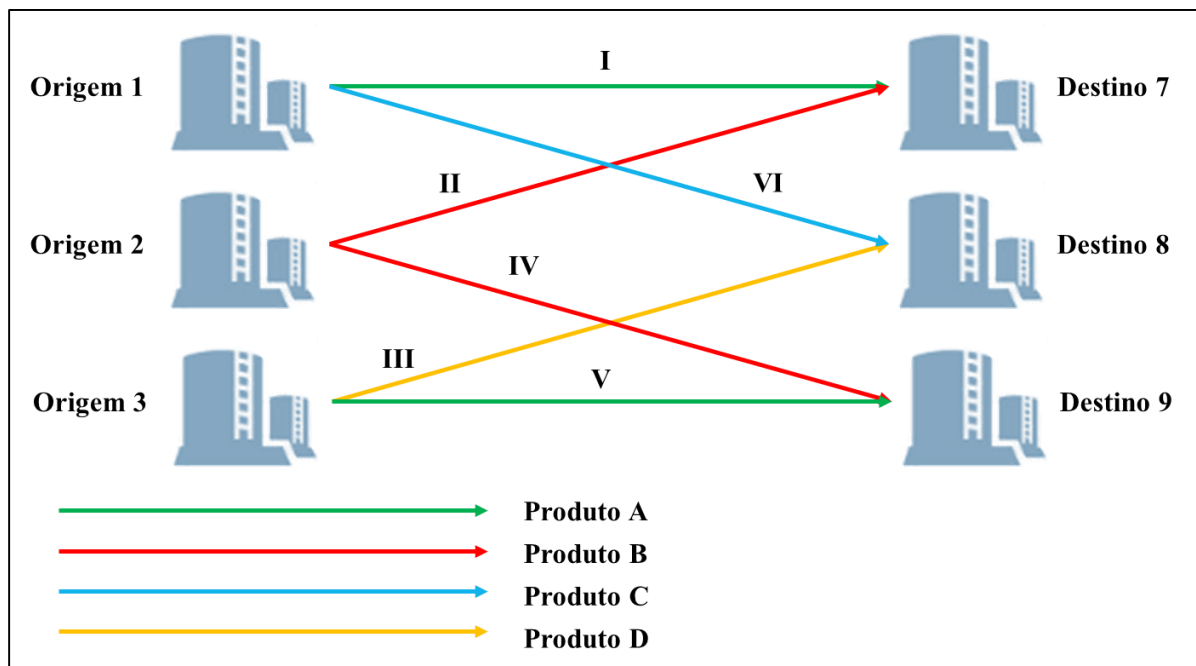 I
Origem 1
Destino 7
II
VI
Origem 2
Destino 8
IV
III
V
Origem 3
Destino 9
Produto A
Produto B
Produto C
Produto D